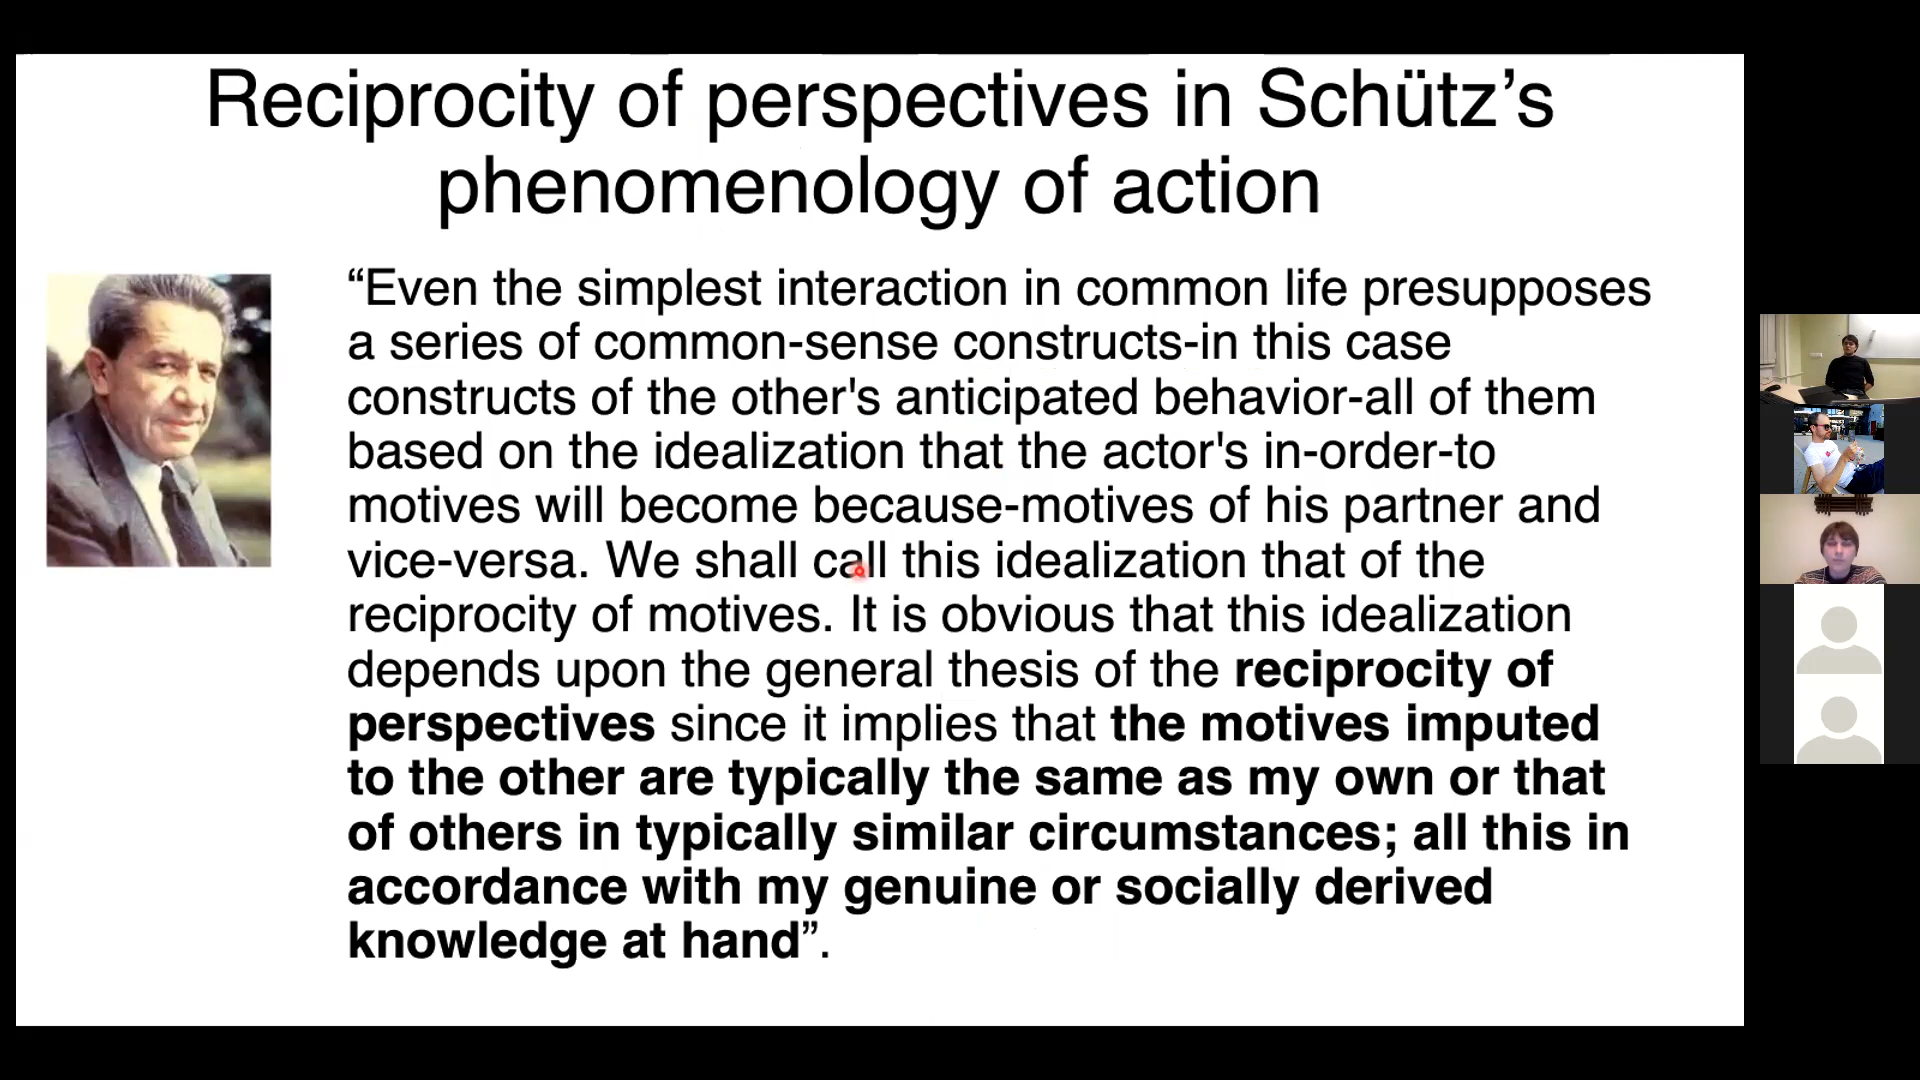 Reciprocity of perspectives in Schütz’s
phenomenology of action
“Even the simplest interaction in common life presupposes
a series of common-sense constructs-in this case
constructs of the other's anticipated behavior-all of them
based on the idealization that the actor's in-order-to
motives will become because-motives of his partner and
vice-versa. We shall call this idealization that of the
reciprocity of motives. It is obvious that this idealization
depends upon the general thesis of the reciprocity of
perspectives since it implies that the motives imputed
to the other are typically the same as my own or that
of others in typically similar circumstances; all this in
accordance with my genuine or socially derived
knowledge at hand”.